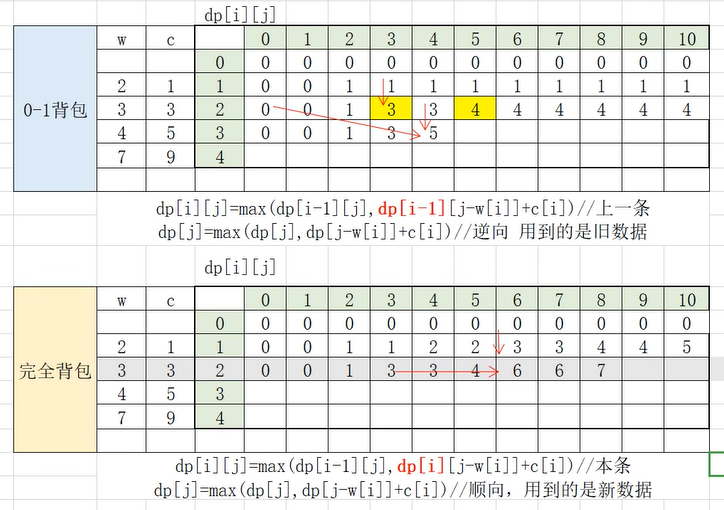 dp[i][j]
w c 0 1 2 3 4 5 6 7 8 9 10
0 0 0 0 0 0 0 0 0 0 0 0
2 1 1 0 0 1 1 1 1 1 1 1 1 1
0-1背包 3 3 2 0 0 1 3 3 4 4 4 4 4 4
4 5 3 0 0 1 3 5
7 9 4
dp[i][j]=max(dp[i-1][j],dp[i-1][j-w[i]]+c[i])//上一条
dp[j]=max(dp[j],dp[j-w[i]]+c[i])//逆向 用到的是旧数据
dp[i][j]
w c 0 1 2 3 4 5 6 7 8 9 10
0 0 0 0 0 0 0 0 0 0 0 0
2 1 1 0 0 1 1 2 2 3 3 4 4 5
完全背包 3 3 2 0 0 1 3 3 4 6 6 7
4 5 3
7 9 4
dp[i][j]=max(dp[i-1][j],dp[i][j-w[i]]+c[i])//本条
dp[j]=max(dp[j],dp[j-w[i]]+c[i])//顺向，用到的是新数据